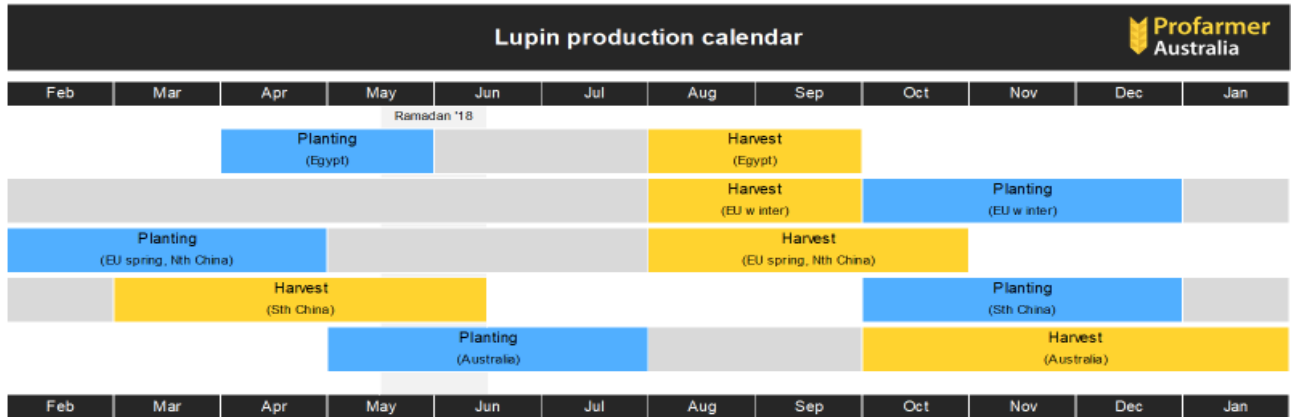 Lupin production calendar
Profarmer
Australia
Feb Mar Apr May Jun Jul Aug Sep Oct Nov Dec Jan
Ramadan '18
Planting Harvest
(Egypt) (Egypt)
Harvest Planting
(EU winter) (EU winter)
Planting Harvest
(EU spring, Nth China) (EU spring, Nth China)
Harvest Planting
(Sth China) (Sth China)
Planting Harvest
(Australia) (Australia)
Feb Mar Apr May Jun Jul Aug Sep Oct Nov Dec Jan